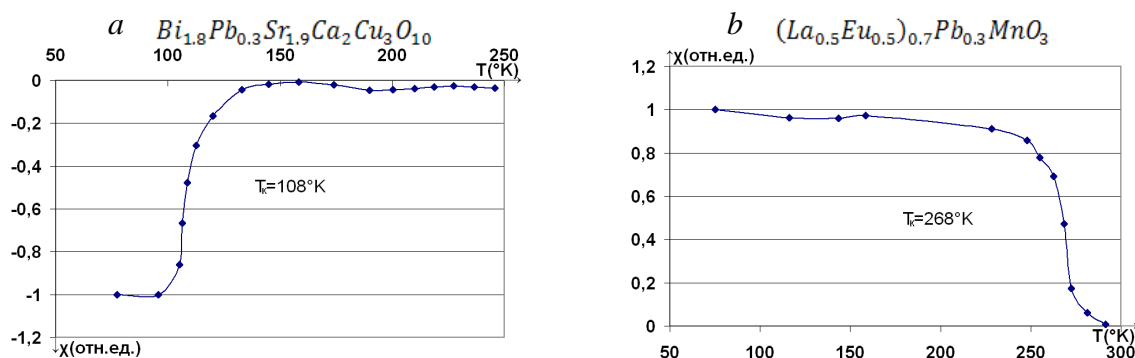 a Bi1.8Pb0.3Sr1.9Ca2Cu3O10
50 100 150 200 250
T(°K)
0
-0,2
-0,4
-0,6
-0,8
-1
-1,2
Tк=108°K
χ(отн.ед.)
b (La0.5Eu0.5)0.7Pb0.3MnO3
χ(отн.ед.)
1,2
1
0,8
0,6
0,4
0,2
0
Tк=268°K
T(°K)
50 100 150 200 250 300